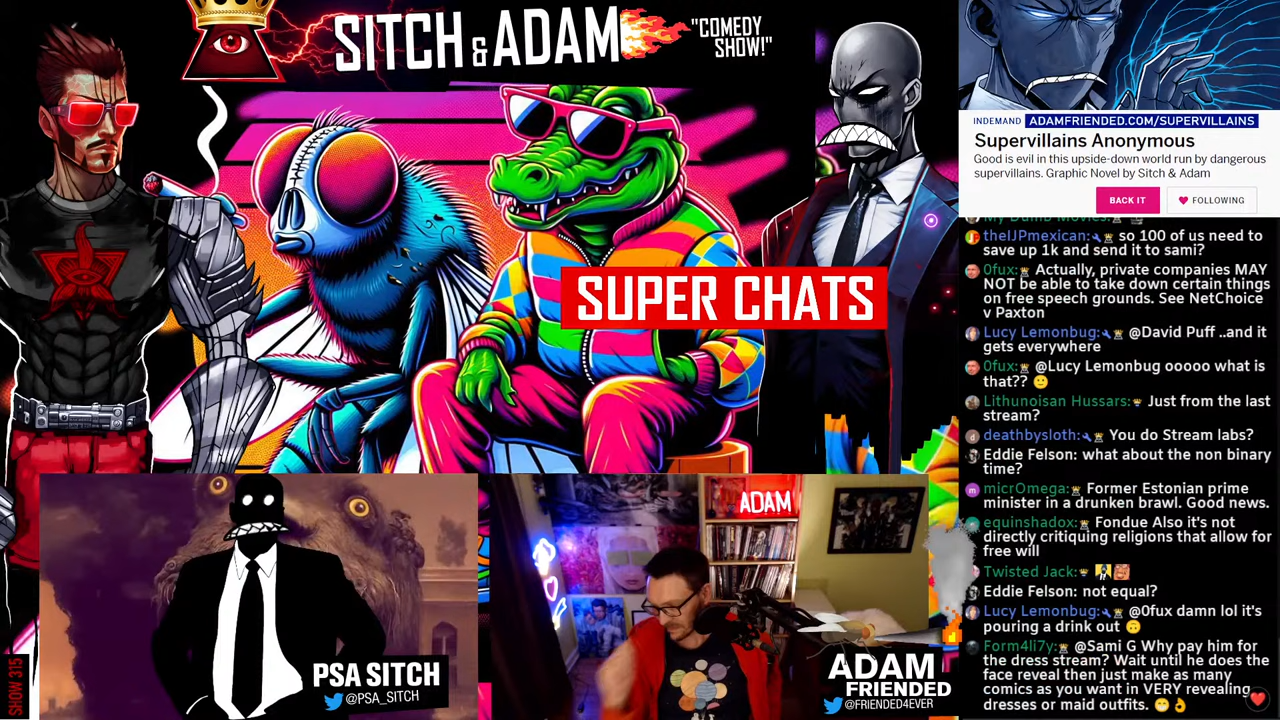 SITCH & ADAM
"COMEDY
SHOW!"
SUPER CHATS
INDEMAND ADAMFRIENDED.COM/SUPERVILLAINS
Supervillains Anonymous
Good is evil in this upside-down world run by dangerous
supervillains. Graphic Novel by Sitch & Adam
BACK IT
FOLLOWING
My Dumb Movies:
theIJPmexican: so 100 of us need to
save up 1k and send it to sami?
0fux: Actually, private companies MAY
NOT be able to take down certain things
on free speech grounds. See NetChoice
v Paxton
Lucy Lemonbug: @David Puff ..and it
gets everywhere
0fux: @Lucy Lemonbug ooooo what is
that?? 🙂
Lithunoisan Hussars: Just from the last
stream?
deathbysloth: You do Stream labs?
Eddie Felson: what about the non binary
time?
micrOmega: Former Estonian prime
minister in a drunken brawl. Good news.
equinshadox: Fondue Also it's not
directly critiquing religions that allow for
free will
Twisted Jack:
Eddie Felson: not equal?
Lucy Lemonbug: @0fux damn lol it's
pouring a drink out 🙃
Form4li7y: @Sami G Why pay him for
the dress stream? Wait until he does the
face reveal then just make as many
comics as you want in VERY revealing
dresses or maid outfits. 😁👌
ADAM
PSA SITCH
@PSA_SITCH
ADAM
FRIENDED
@FRIENDED4EVER
SHOW 315